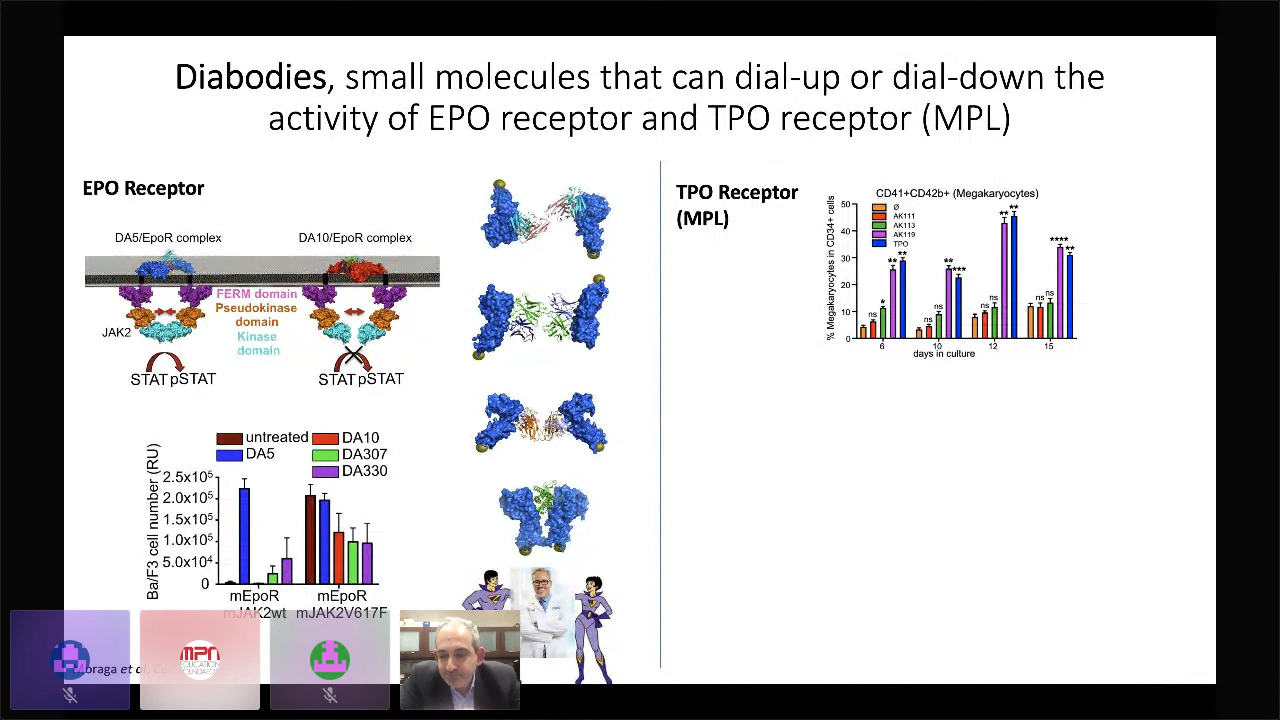 Diabodies, small molecules that can dial-up or dial-down the
activity of EPO receptor and TPO receptor (MPL)
EPO Receptor
DA5/EpoR complex
DA10/EpoR complex
FERM domain
Pseudokinase
domain
Kinase
domain
JAK2
STAT pSTAT
STAT pSTAT
untreated
DA5
DA10
DA307
DA330
Ba/F3 cell number (RU)
2.5x10⁵
2.0x10⁵
1.5x10⁵
1.0x10⁵
5.0x10⁴
0
mEpoR
mJAK2wt
mEpoR
mJAK2V617F
Moraga et al,
TPO Receptor
(MPL)
CD41+CD42b+ (Megakaryocytes)
% Megakaryocytes in CD34+ cells
50
40
30
20
10
0
Ø
AK111
AK113
AK119
TPO
ns * ** **
ns ns ** ***
ns ns ** **
ns ns **** **
6 10 12 15
days in culture
MPN
EDUCATION
FOUNDATION